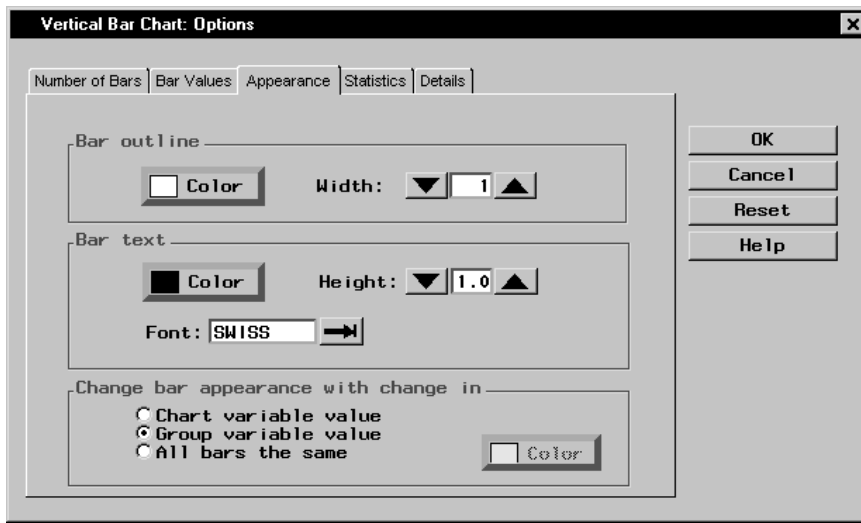 Vertical Bar Chart: Options
Number of Bars Bar Values Appearance Statistics Details
Bar outline
Color Width: 1
Bar text
Color Height: 1.0
Font: SWISS
Change bar appearance with change in
Chart variable value
Group variable value
All bars the same
Color
OK
Cancel
Reset
Help